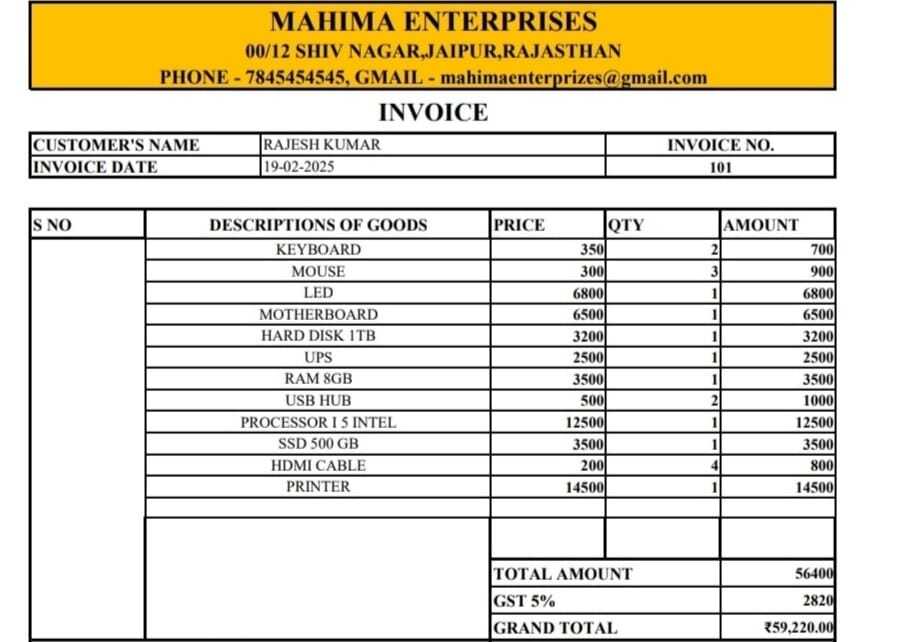 MAHIMA ENTERPRISES
00/12 SHIV NAGAR,JAIPUR,RAJASTHAN
PHONE - 7845454545, GMAIL - mahimaenterprizes@gmail.com
INVOICE
CUSTOMER'S NAME RAJESH KUMAR INVOICE NO.
INVOICE DATE 19-02-2025 101
S NO DESCRIPTIONS OF GOODS PRICE QTY AMOUNT
KEYBOARD 350 2 700
MOUSE 300 3 900
LED 6800 1 6800
MOTHERBOARD 6500 1 6500
HARD DISK 1TB 3200 1 3200
UPS 2500 1 2500
RAM 8GB 3500 1 3500
USB HUB 500 2 1000
PROCESSOR I 5 INTEL 12500 1 12500
SSD 500 GB 3500 1 3500
HDMI CABLE 200 4 800
PRINTER 14500 1 14500
TOTAL AMOUNT 56400
GST 5% 2820
GRAND TOTAL ₹59,220.00